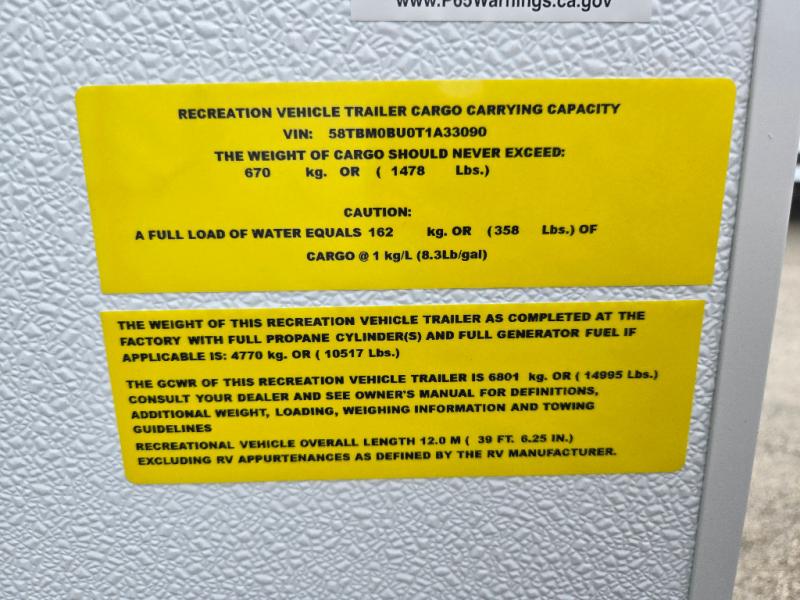 www.P65Warnings.ca.gov
RECREATION VEHICLE TRAILER CARGO CARRYING CAPACITY
VIN: 58TBM0BU0T1A33090
THE WEIGHT OF CARGO SHOULD NEVER EXCEED:
670 kg. OR ( 1478 Lbs.)
CAUTION:
A FULL LOAD OF WATER EQUALS 162 kg. OR (358 Lbs.) OF
CARGO @ 1 kg/L (8.3Lb/gal)
THE WEIGHT OF THIS RECREATION VEHICLE TRAILER AS COMPLETED AT THE
FACTORY WITH FULL PROPANE CYLINDER(S) AND FULL GENERATOR FUEL IF
APPLICABLE IS: 4770 kg. OR ( 10517 Lbs.)
THE GCWR OF THIS RECREATION VEHICLE TRAILER IS 6801 kg. OR ( 14995 Lbs.)
CONSULT YOUR DEALER AND SEE OWNER'S MANUAL FOR DEFINITIONS,
ADDITIONAL WEIGHT, LOADING, WEIGHING INFORMATION AND TOWING
GUIDELINES
RECREATIONAL VEHICLE OVERALL LENGTH 12.0 M ( 39 FT. 6.25 IN.)
EXCLUDING RV APPURTENANCES AS DEFINED BY THE RV MANUFACTURER.